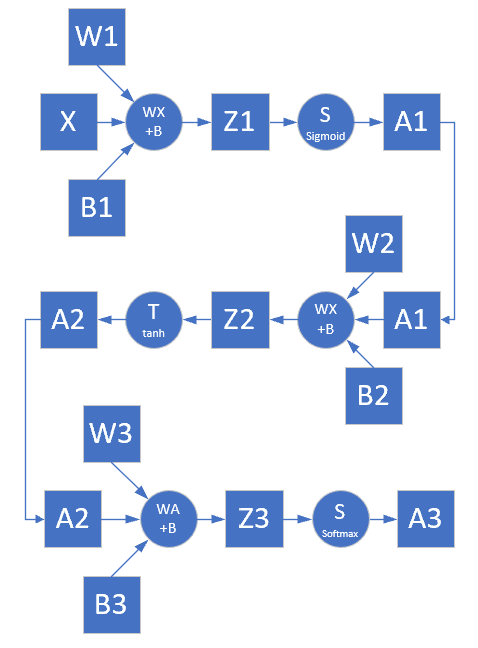 W1
X
WX
+B
Z1
S
Sigmoid
A1
B1
W2
A2
T
tanh
Z2
WX
+B
A1
B2
W3
A2
WA
+B
Z3
S
Softmax
A3
B3